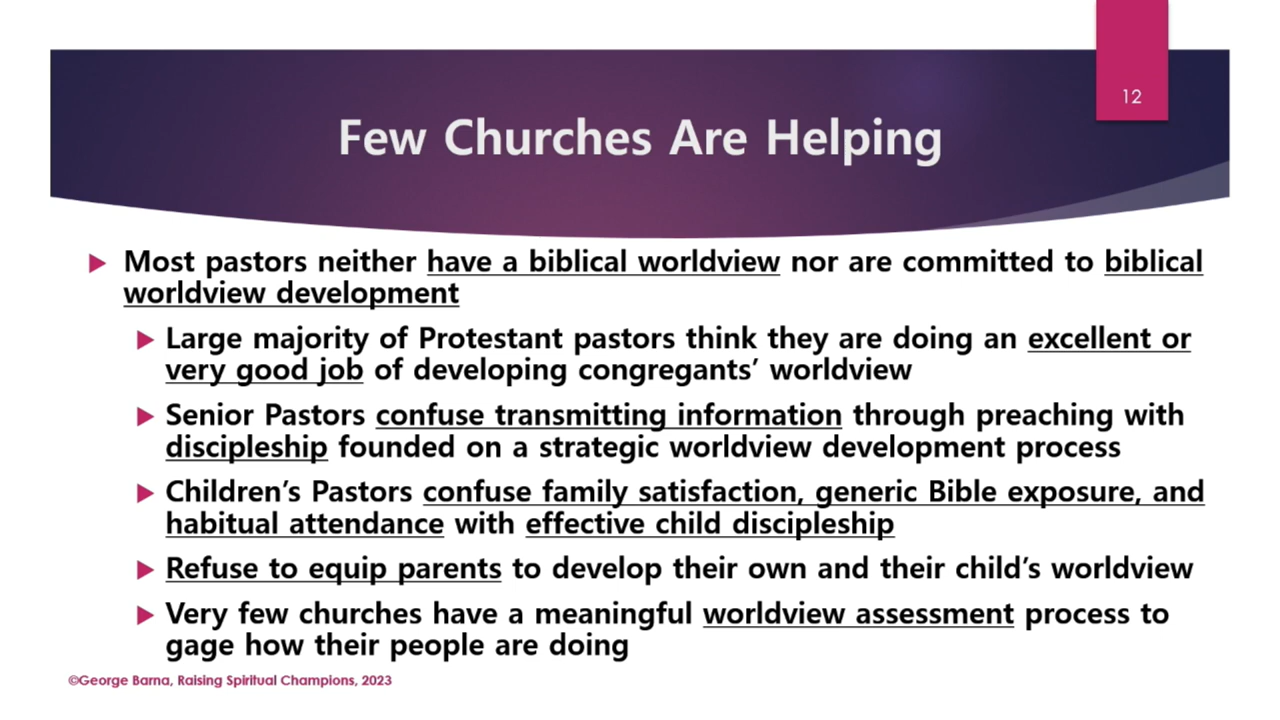 12
Few Churches Are Helping
Most pastors neither have a biblical worldview nor are committed to biblical
worldview development
Large majority of Protestant pastors think they are doing an excellent or
very good job of developing congregants’ worldview
Senior Pastors confuse transmitting information through preaching with
discipleship founded on a strategic worldview development process
Children’s Pastors confuse family satisfaction, generic Bible exposure, and
habitual attendance with effective child discipleship
Refuse to equip parents to develop their own and their child’s worldview
Very few churches have a meaningful worldview assessment process to
gage how their people are doing
©George Barna, Raising Spiritual Champions, 2023